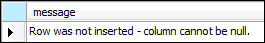 message
Row was not inserted - column cannot be null.